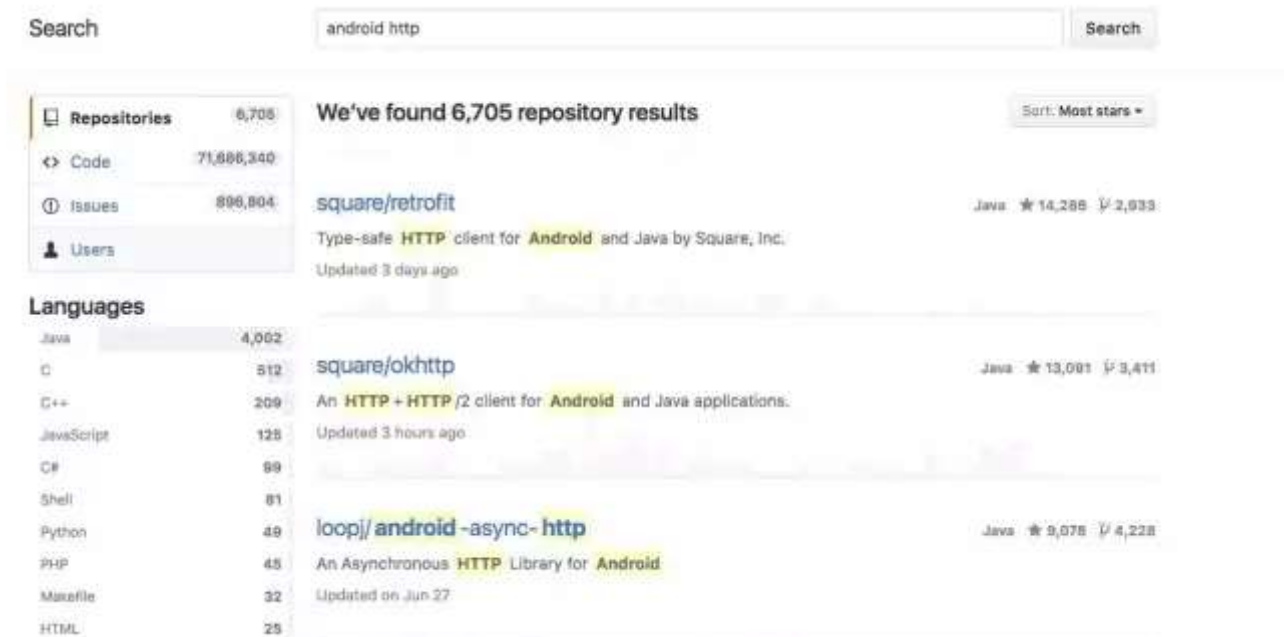 Search
android http
Search
Repositories 6,705
Code 71,686,340
Issues 896,804
Users
Languages
Java 4,002
C 512
C++ 209
JavaScript 125
C# 99
Shell 81
Python 49
PHP 45
Makefile 32
HTML 25
We've found 6,705 repository results
Sort: Most stars
square/retrofit
Java 14,286 2,933
Type-safe HTTP client for Android and Java by Square, Inc.
Updated 3 days ago
square/okhttp
Java 13,091 3,411
An HTTP+HTTP/2 client for Android and Java applications.
Updated 3 hours ago
loopj/android-async-http
Java 9,078 4,228
An Asynchronous HTTP Library for Android
Updated on Jun 27